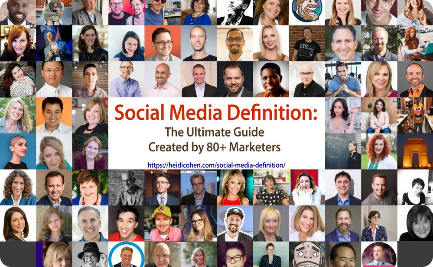 Social Media Definition:
The Ultimate Guide
Created by 80+ Marketers
https://heidicohen.com/social-media-definition/